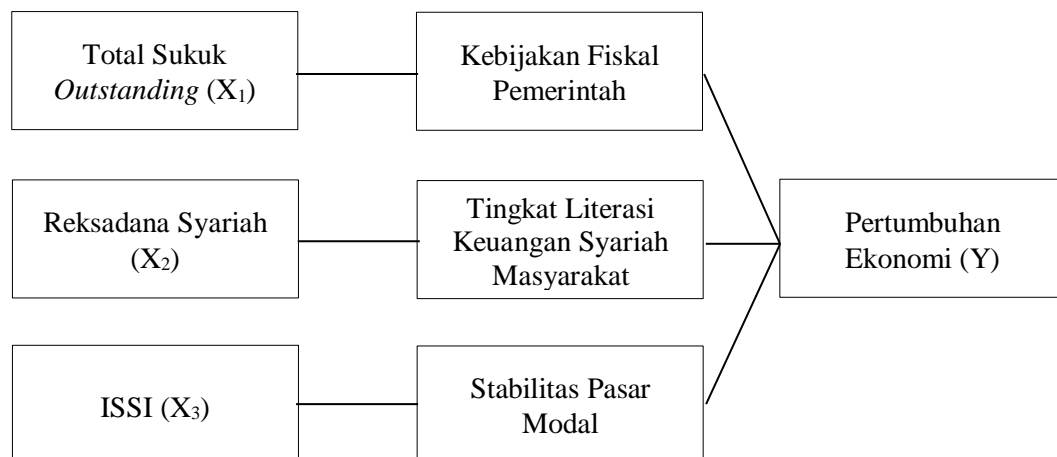 Total Sukuk
Outstanding (X₁)
Kebijakan Fiskal
Pemerintah
Reksadana Syariah
(X₂)
Tingkat Literasi
Keuangan Syariah
Masyarakat
Pertumbuhan
Ekonomi (Y)
ISSI (X₃)
Stabilitas Pasar
Modal